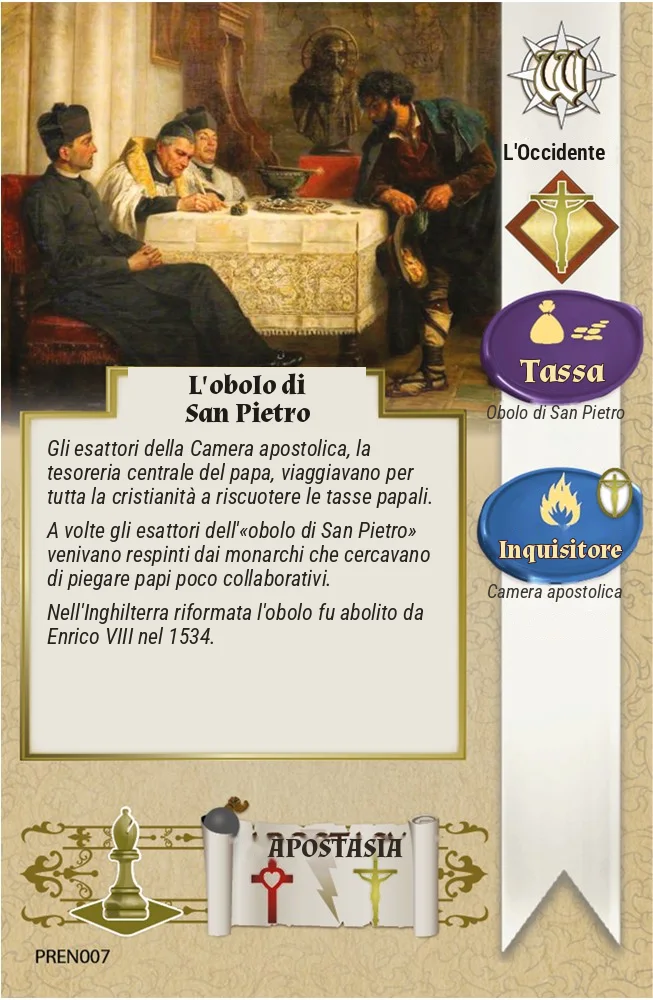 W
L'Occidente
Tassa
Obolo di San Pietro
Inquisitore
Camera apostolica
L'obolo di
San Pietro
Gli esattori della Camera apostolica, la
tesoreria centrale del papa, viaggiavano per
tutta la cristianità a riscuotere le tasse papali.
A volte gli esattori dell'«obolo di San Pietro»
venivano respinti dai monarchi che cercavano
di piegare papi poco collaborativi.
Nell'Inghilterra riformata l'obolo fu abolito da
Enrico VIII nel 1534.
APOSTASIA
PREN007